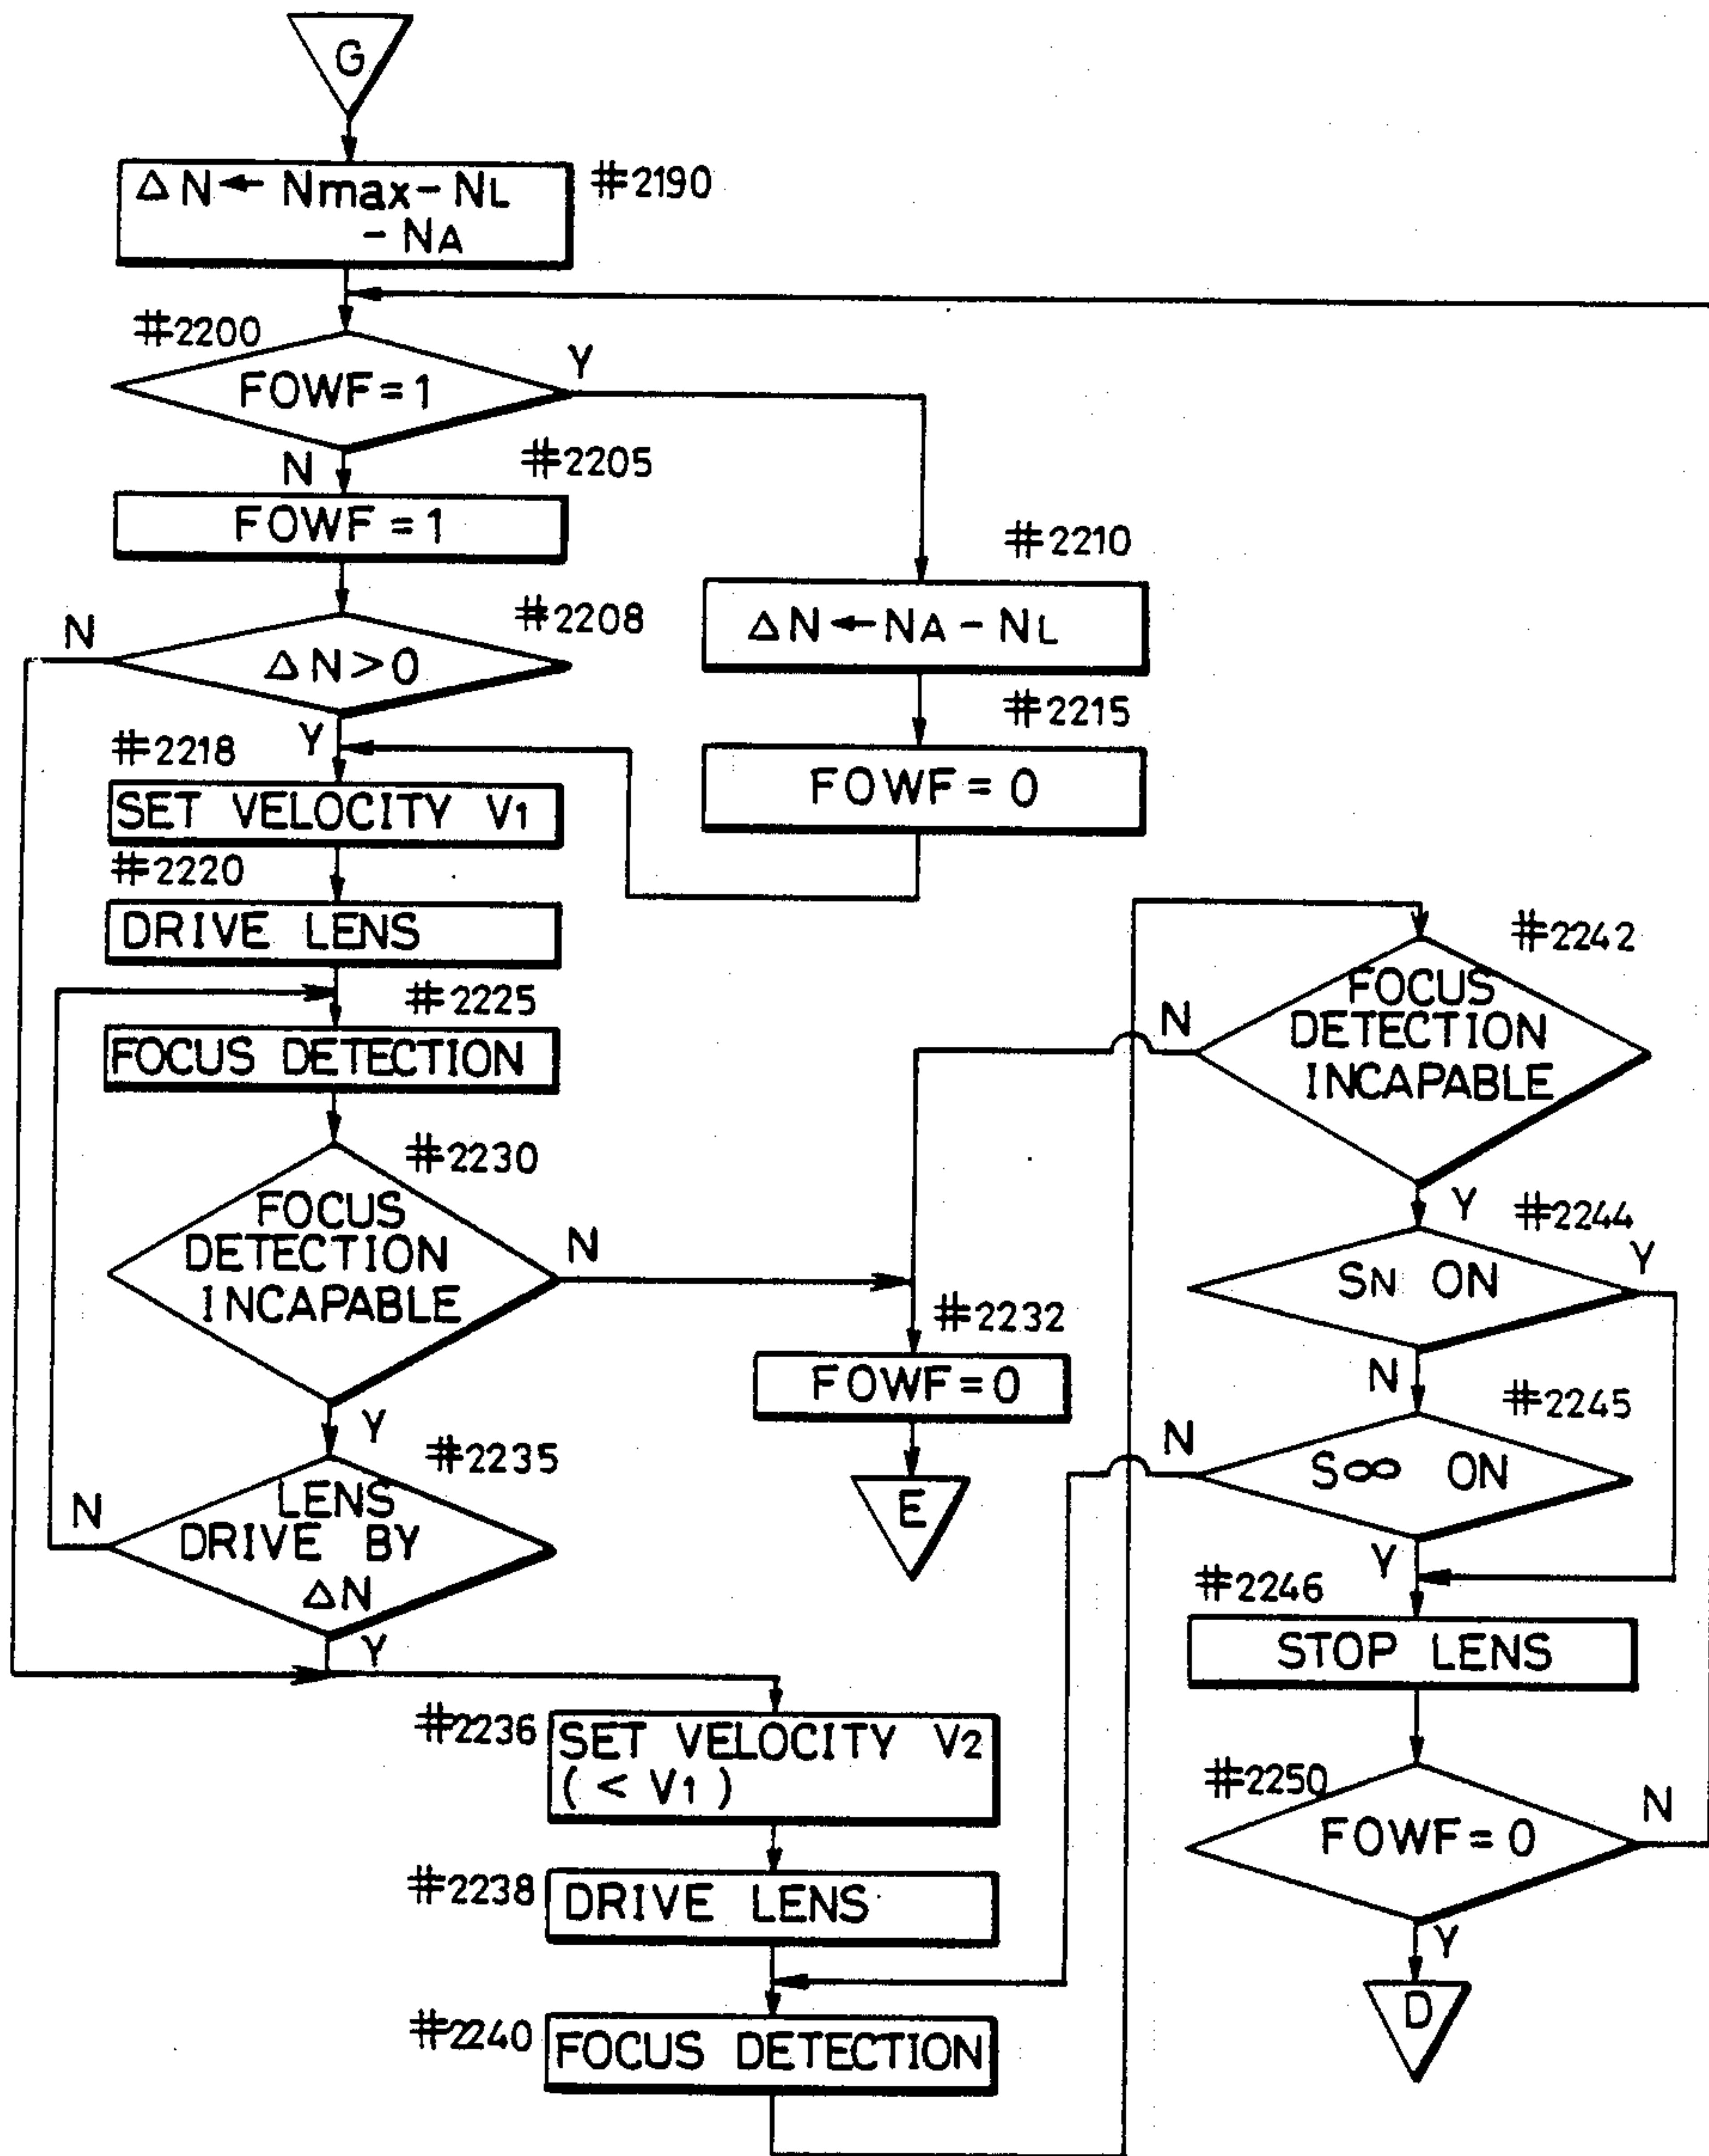 G
ΔN ← Nmax - NL
- NA
#2190
#2200
FOWF = 1
Y
N
#2205
FOWF = 1
#2210
ΔN ← NA - NL
#2208
N
ΔN > 0
#2215
FOWF = 0
Y
#2218
SET VELOCITY V1
#2220
DRIVE LENS
#2225
FOCUS DETECTION
#2230
FOCUS
DETECTION
INCAPABLE
N
Y
#2232
FOWF = 0
E
#2235
N
LENS
DRIVE BY
ΔN
Y
#2236
SET VELOCITY V2
( < V1 )
#2238
DRIVE LENS
#2240
FOCUS DETECTION
#2242
N
FOCUS
DETECTION
INCAPABLE
Y
#2244
SN ON
Y
N
#2245
N
S∞ ON
Y
#2246
STOP LENS
#2250
FOWF = 0
N
Y
D